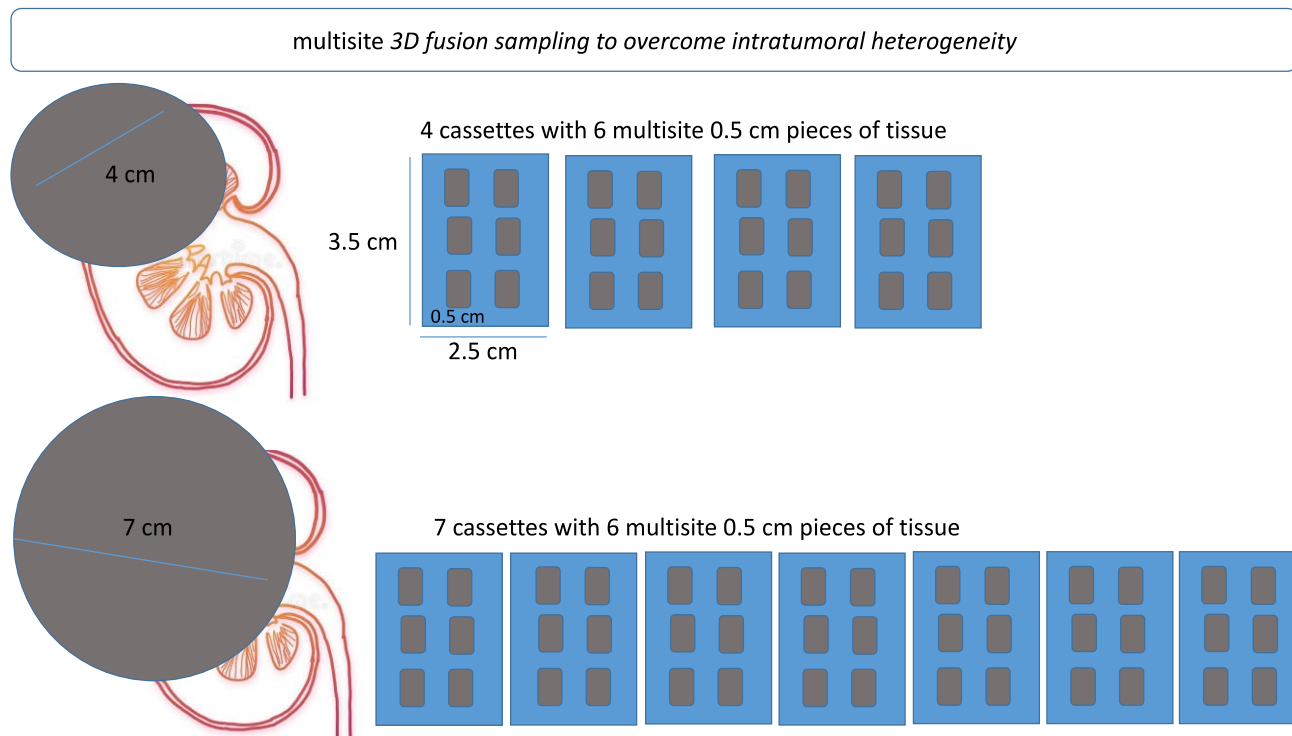 multisite 3D fusion sampling to overcome intratumoral heterogeneity
4 cm
4 cassettes with 6 multisite 0.5 cm pieces of tissue
3.5 cm
0.5 cm
2.5 cm
7 cm
7 cassettes with 6 multisite 0.5 cm pieces of tissue